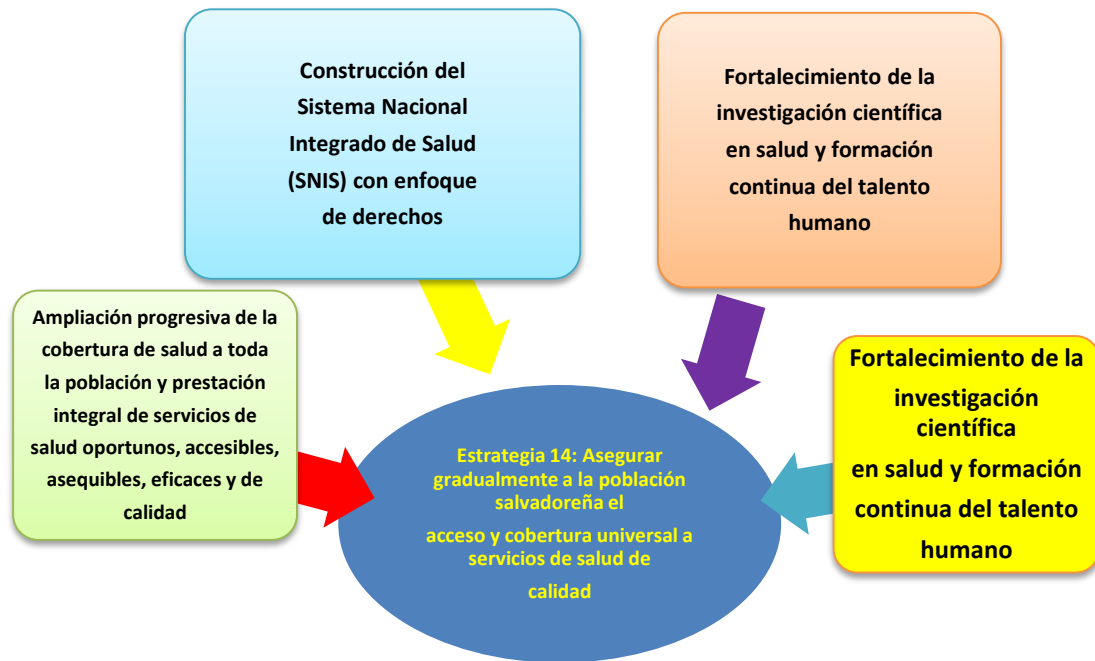 Construcción del
Sistema Nacional
Integrado de Salud
(SNIS) con enfoque
de derechos
Fortalecimiento de la
investigación científica
en salud y formación
continua del talento
humano
Ampliación progresiva de la
cobertura de salud a toda
la población y prestación
integral de servicios de
salud oportunos, accesibles,
asequibles, eficaces y de
calidad
Fortalecimiento de la
investigación
científica
en salud y formación
continua del talento
humano
Estrategia 14: Asegurar
gradualmente a la población
salvadoreña el
acceso y cobertura universal a
servicios de salud de
calidad